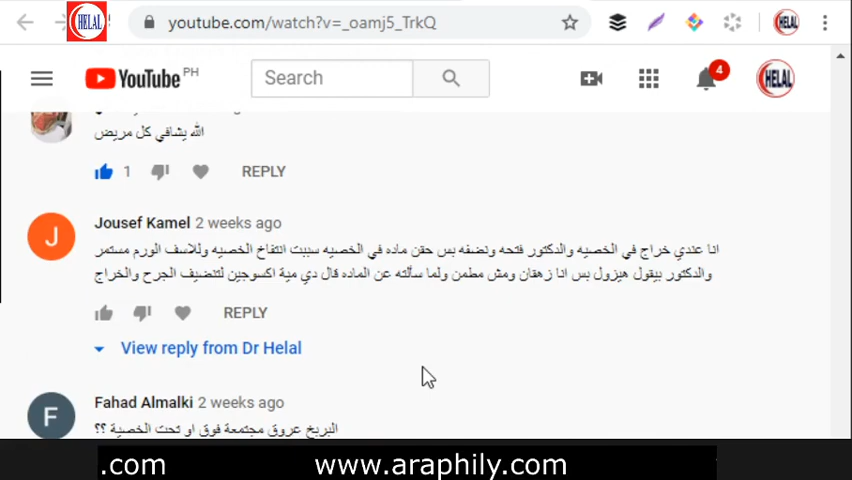 HELAL
youtube.com/watch?v=_oamj5_TrkQ
HELAL
YouTube PH
Search
4
HELAL
الله يشافي كل مريض
1
REPLY
J
Jousef Kamel 2 weeks ago
انا عندي خراج في الخصيه والدكتور فتحه ونضفه بس حقن ماده في الخصيه سببت انتفاخ الخصيه وللاسف الورم مستمر
والدكتور بيقول هيزول بس انا زهقان ومش مطمن ولما سألته عن الماده قال دي مية اكسوجين لتنضيف الجرح والخراج
REPLY
View reply from Dr Helal
F
Fahad Almalki 2 weeks ago
البربخ عروق مجتمعة فوق او تحت الخصية ؟؟
.com
www.araphily.com